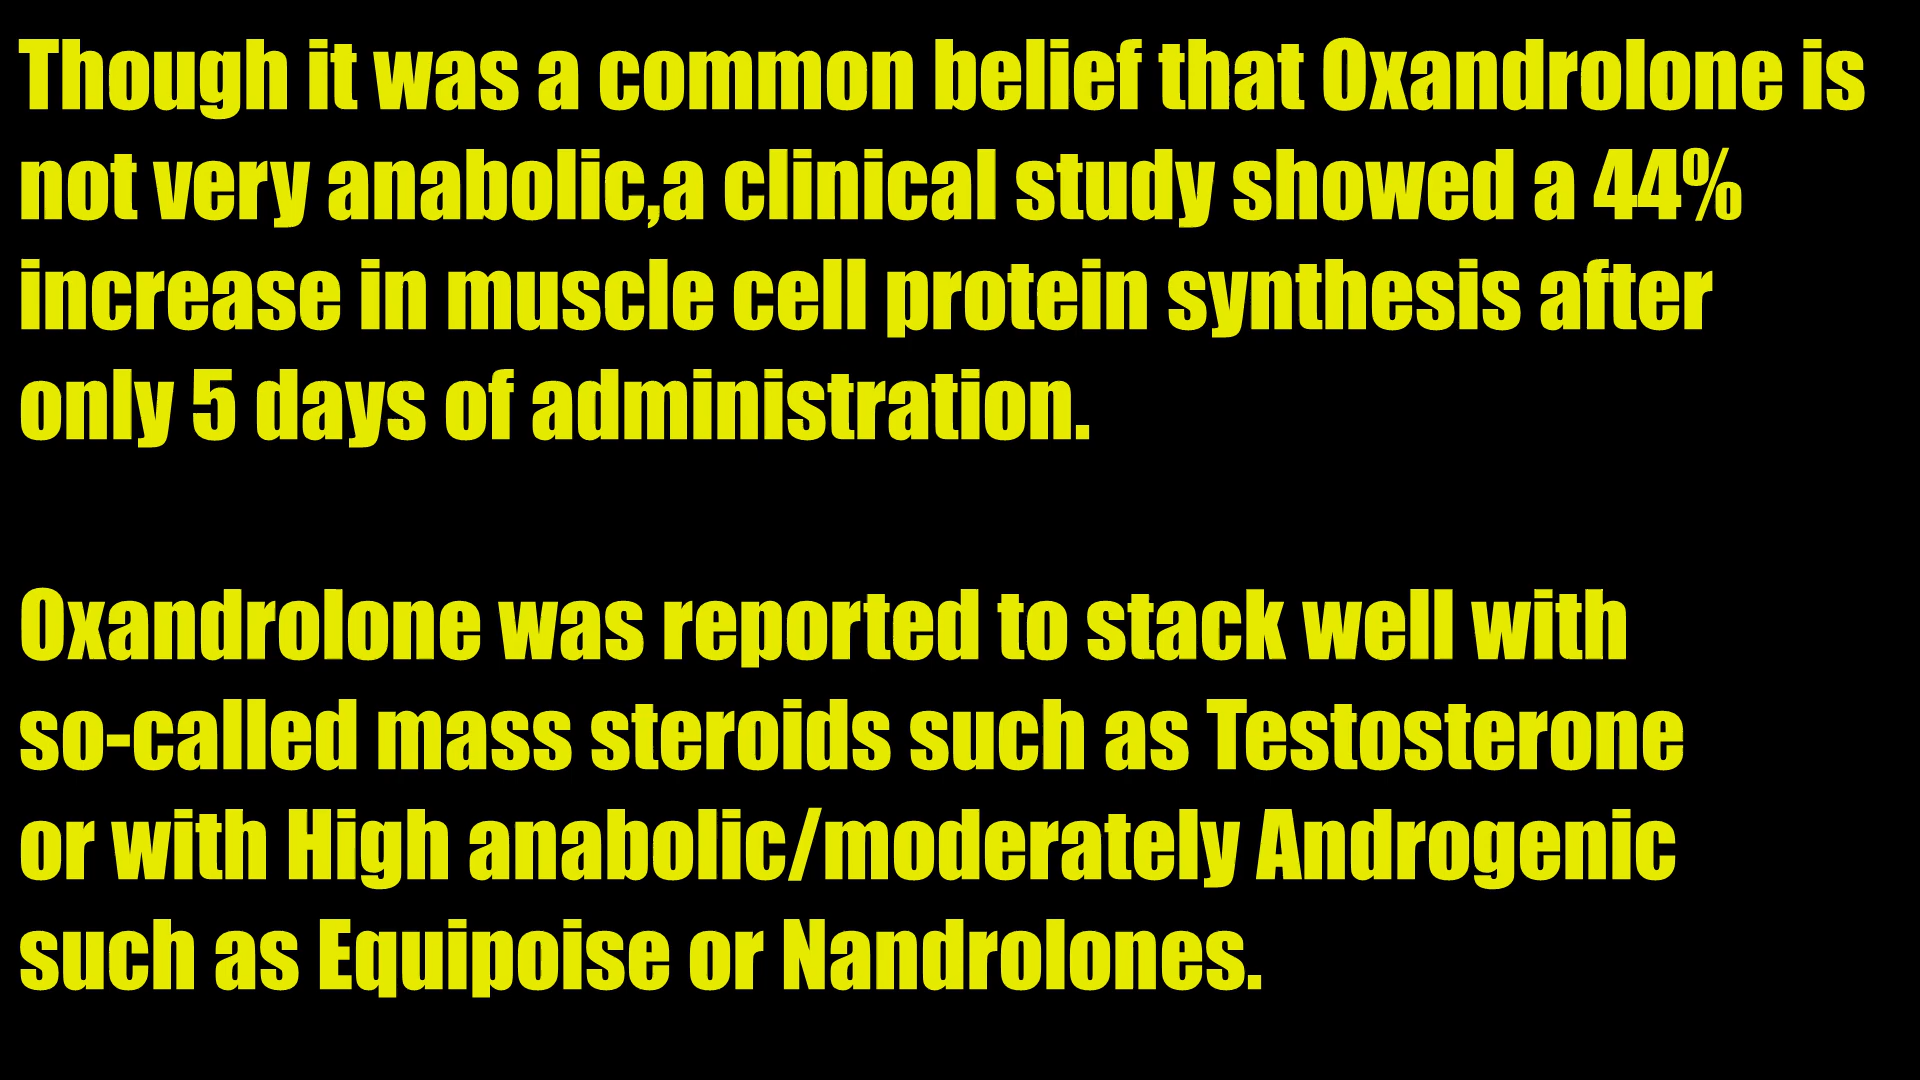 Though it was a common belief that Oxandrolone is
not very anabolic,a clinical study showed a 44%
increase in muscle cell protein synthesis after
only 5 days of administration.
Oxandrolone was reported to stack well with
so-called mass steroids such as Testosterone
or with High anabolic/moderately Androgenic
such as Equipoise or Nandrolones.